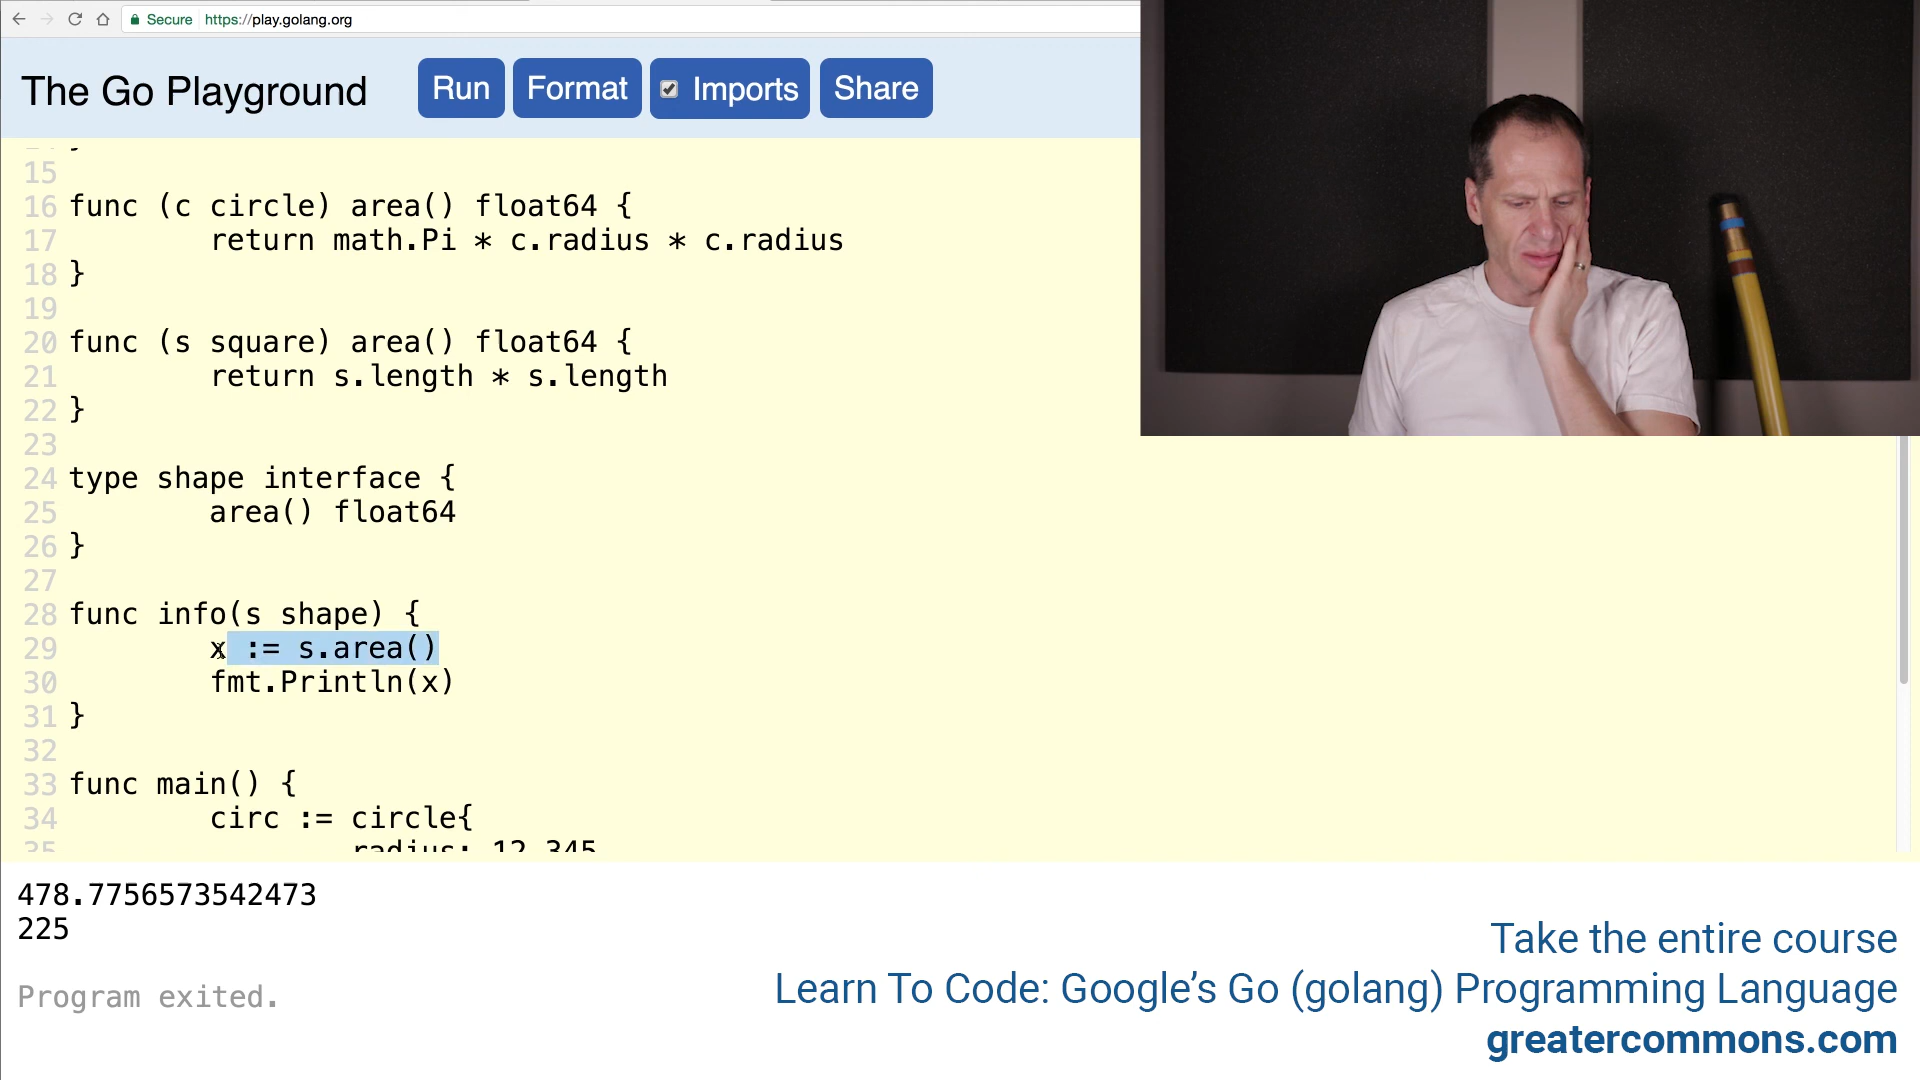 Secure https://play.golang.org
The Go Playground Run Format Imports Share
15
16 func (c circle) area() float64 {
17 return math.Pi * c.radius * c.radius
18 }
19
20 func (s square) area() float64 {
21 return s.length * s.length
22 }
23
24 type shape interface {
25 area() float64
26 }
27
28 func info(s shape) {
29 x := s.area()
30 fmt.Println(x)
31 }
32
33 func main() {
34 circ := circle{
35 radius: 12.345
478.7756573542473
225
Program exited.
Take the entire course
Learn To Code: Google’s Go (golang) Programming Language
greatercommons.com